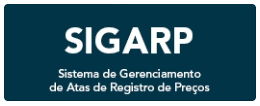 SIGARP
Sistema de Gerenciamento
de Atas de Registro de Preços